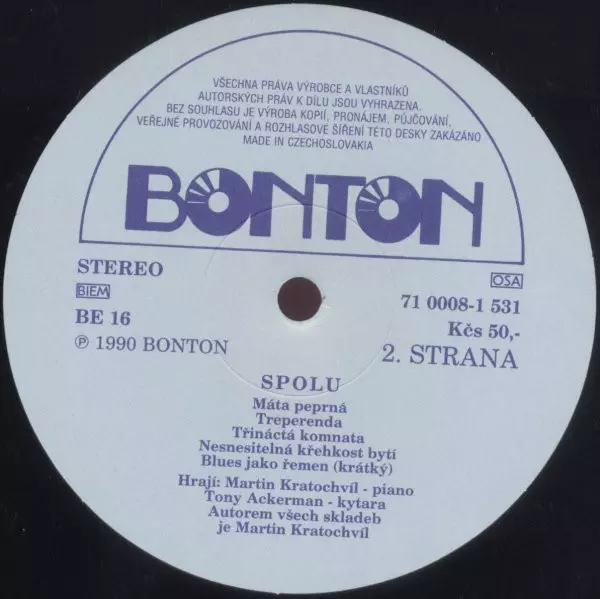 VŠECHNA PRÁVA VÝROBCE A VLASTNÍKŮ
AUTORSKÝCH PRÁV K DÍLU JSOU VYHRAZENA.
BEZ SOUHLASU JE VÝROBA KOPIÍ, PRONÁJEM, PŮJČOVÁNÍ,
VEŘEJNÉ PROVOZOVÁNÍ A ROZHLASOVÉ ŠÍŘENÍ TÉTO DESKY ZAKÁZÁNO
MADE IN CZECHOSLOVAKIA
BONTON
STEREO
OSA
BIEM
71 0008-1 531
BE 16
Kčs 50,-
℗ 1990 BONTON
2. STRANA
SPOLU
Máta peprná
Treperenda
Třináctá komnata
Nesnesitelná křehkost bytí
Blues jako řemen (krátký)
Hrají: Martin Kratochvíl - piano
Tony Ackerman - kytara
Autorem všech skladeb
je Martin Kratochvíl